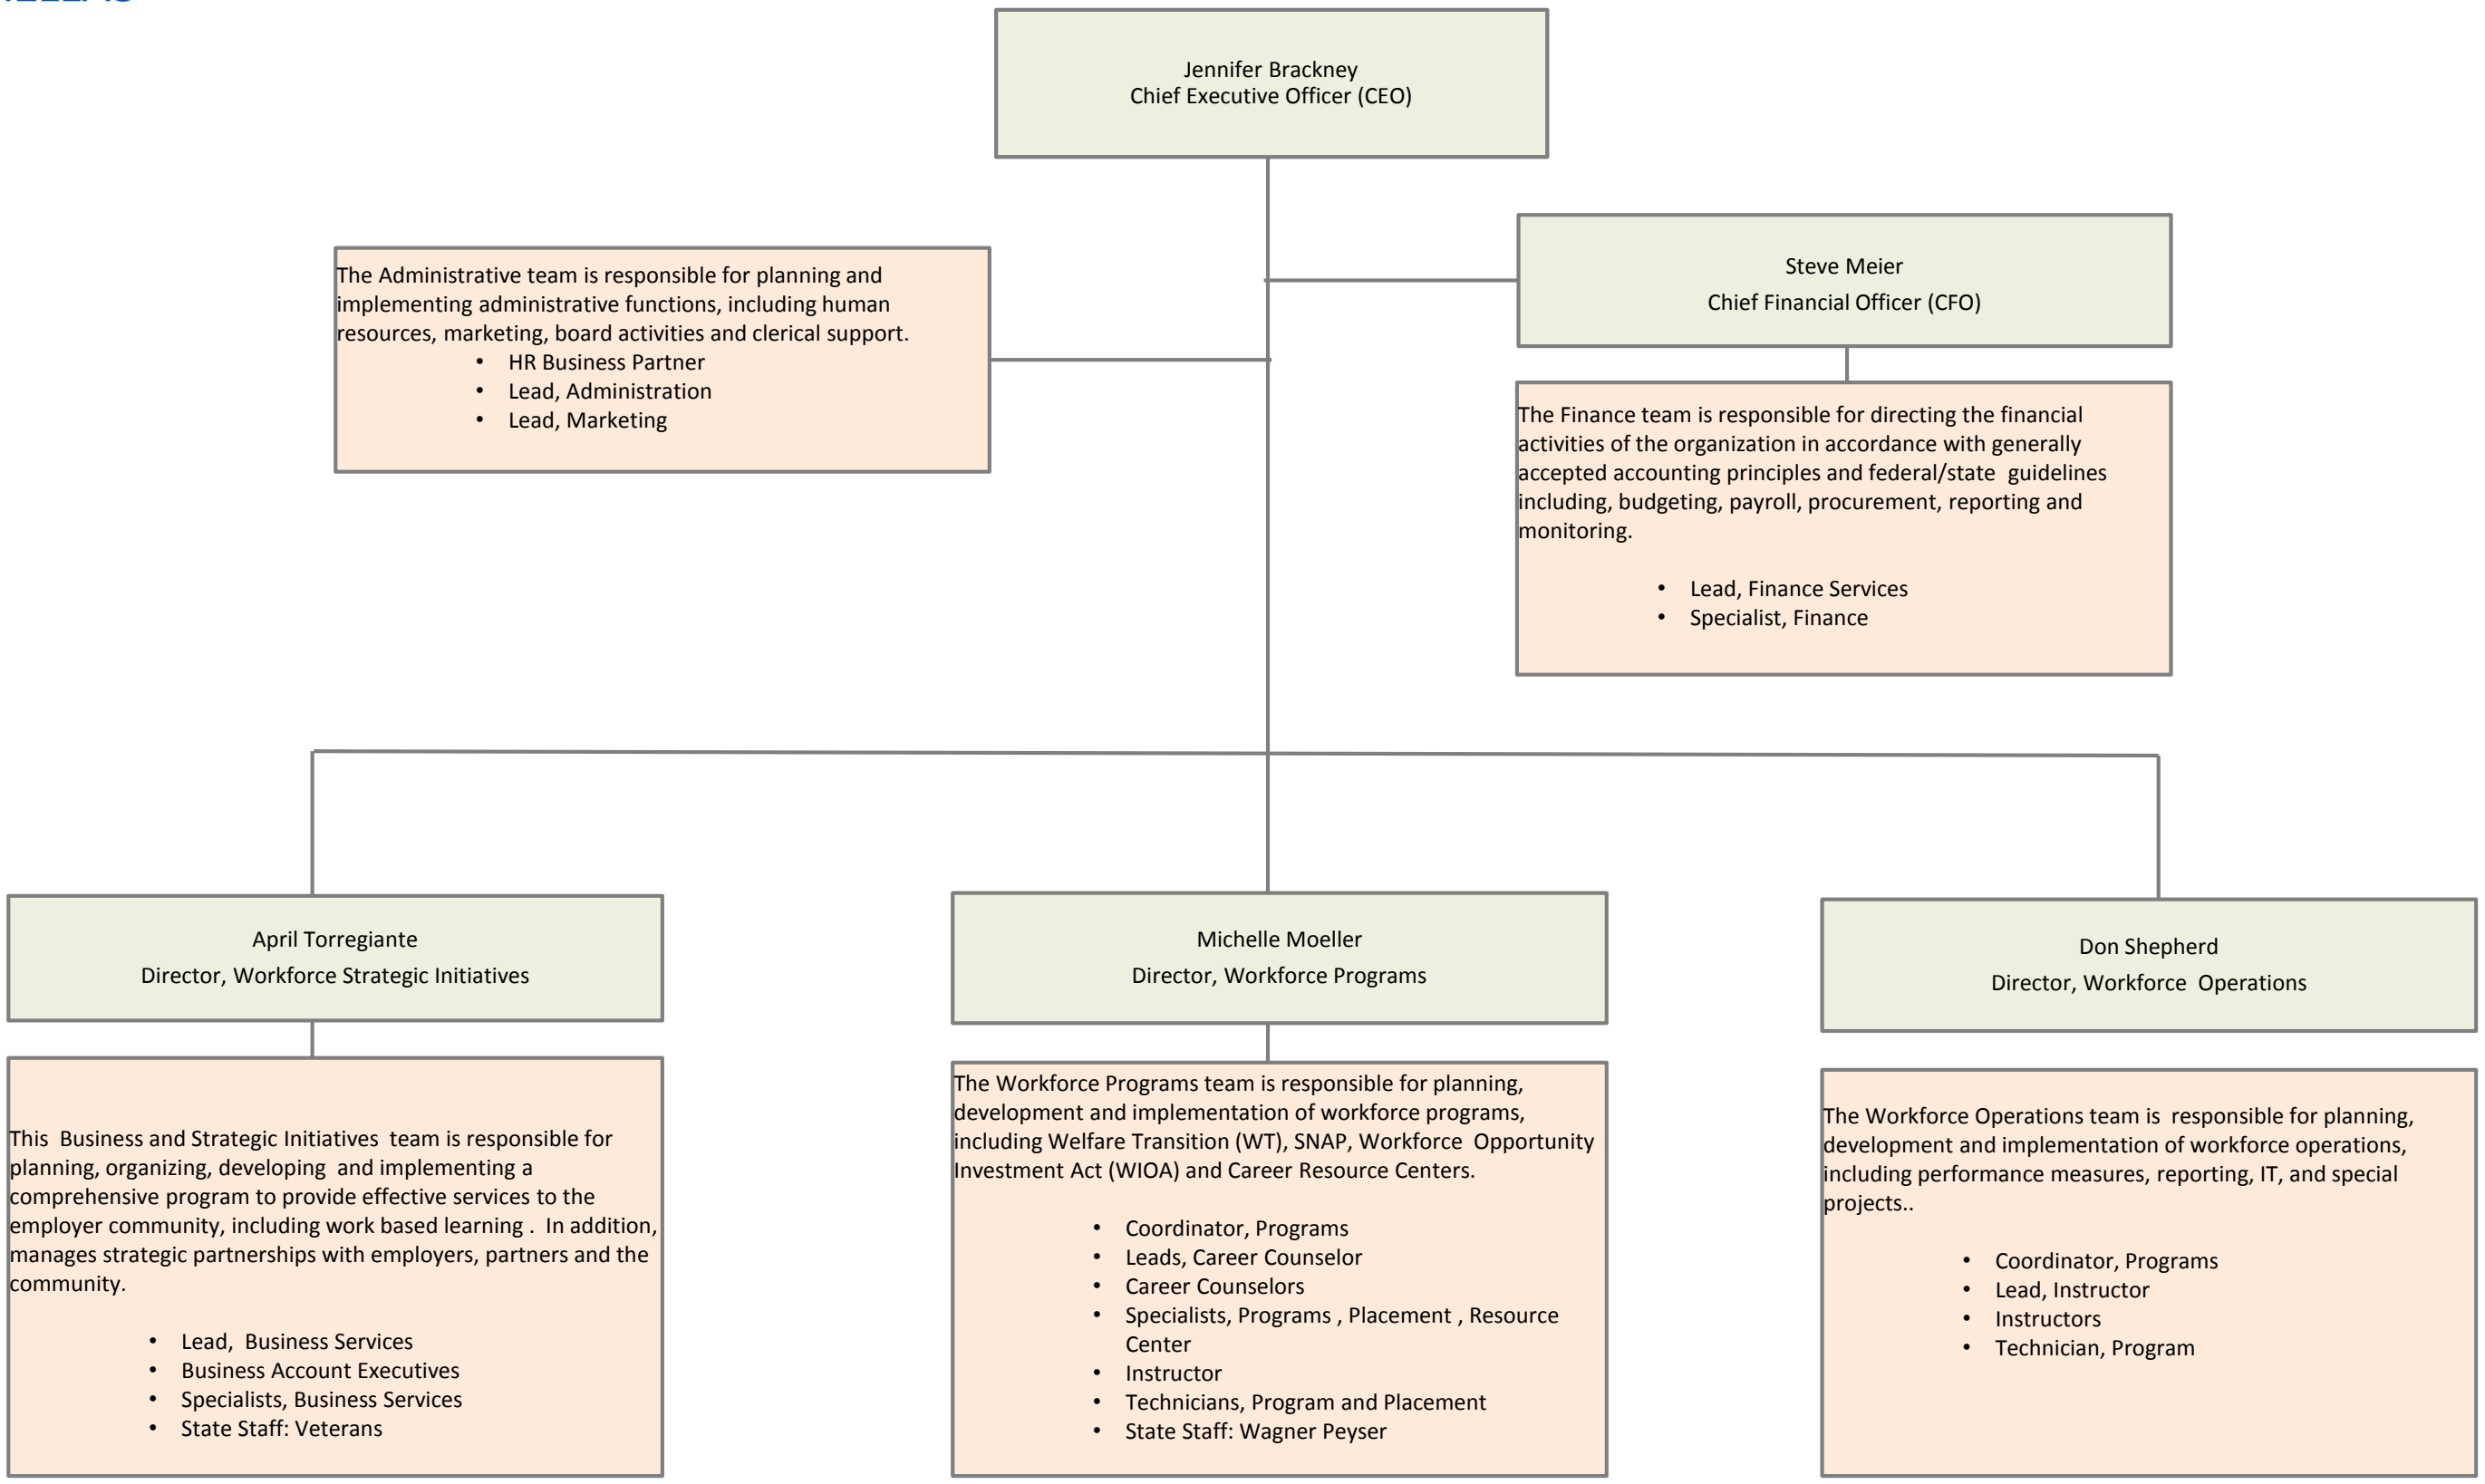 Jennifer Brackney
Chief Executive Officer (CEO)
The Administrative team is responsible for planning and
implementing administrative functions, including human
resources, marketing, board activities and clerical support.
• HR Business Partner
• Lead, Administration
• Lead, Marketing
Steve Meier
Chief Financial Officer (CFO)
The Finance team is responsible for directing the financial
activities of the organization in accordance with generally
accepted accounting principles and federal/state guidelines
including, budgeting, payroll, procurement, reporting and
monitoring.
• Lead, Finance Services
• Specialist, Finance
April Torregiante
Director, Workforce Strategic Initiatives
This Business and Strategic Initiatives team is responsible for
planning, organizing, developing and implementing a
comprehensive program to provide effective services to the
employer community, including work based learning . In addition,
manages strategic partnerships with employers, partners and the
community.
• Lead, Business Services
• Business Account Executives
• Specialists, Business Services
• State Staff: Veterans
Michelle Moeller
Director, Workforce Programs
The Workforce Programs team is responsible for planning,
development and implementation of workforce programs,
including Welfare Transition (WT), SNAP, Workforce Opportunity
Investment Act (WIOA) and Career Resource Centers.
• Coordinator, Programs
• Leads, Career Counselor
• Career Counselors
• Specialists, Programs , Placement , Resource
Center
• Instructor
• Technicians, Program and Placement
• State Staff: Wagner Peyser
Don Shepherd
Director, Workforce Operations
The Workforce Operations team is responsible for planning,
development and implementation of workforce operations,
including performance measures, reporting, IT, and special
projects..
• Coordinator, Programs
• Lead, Instructor
• Instructors
• Technician, Program